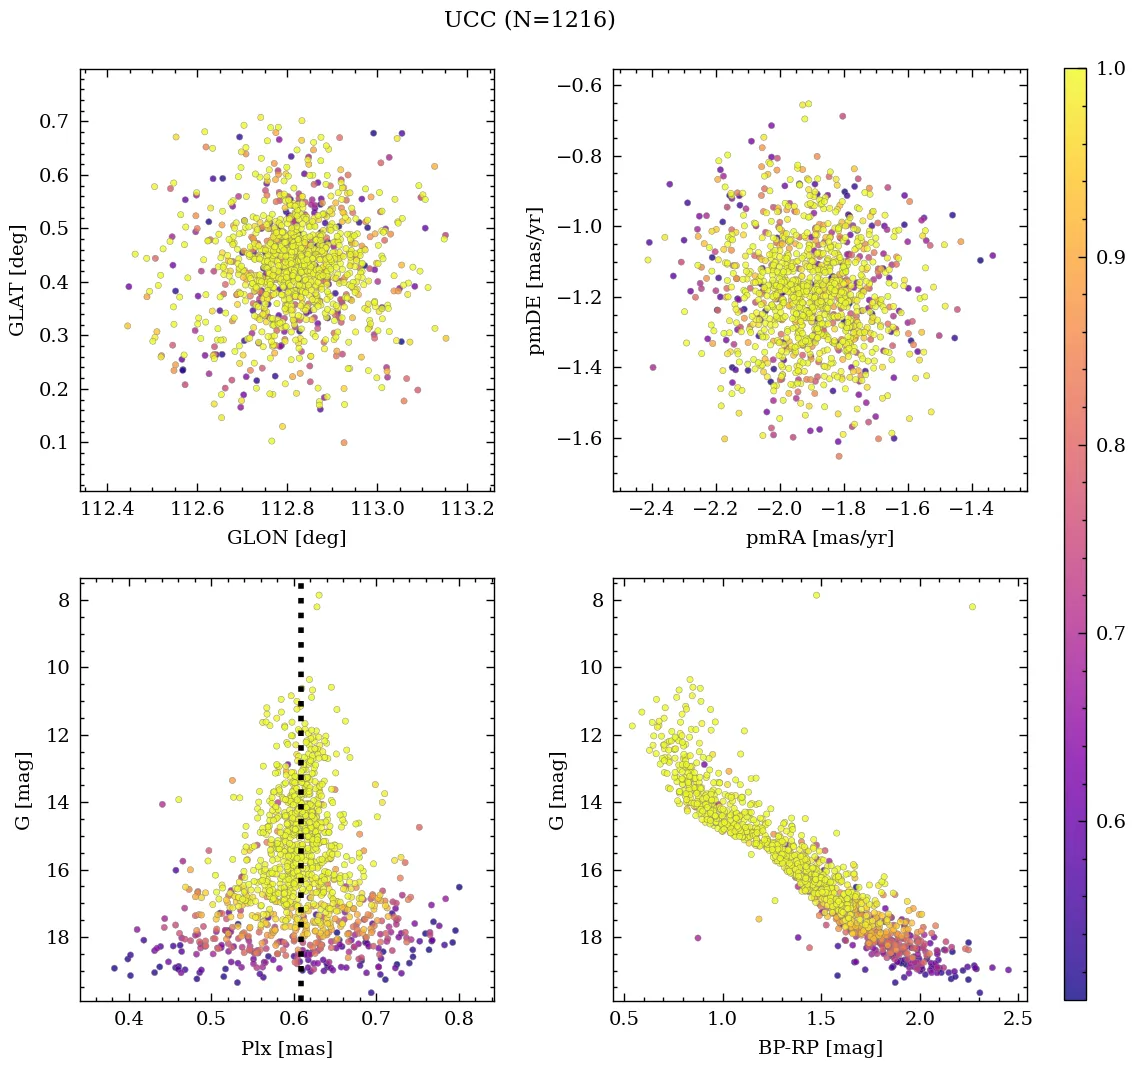 UCC (N=1216)
0.7
0.6
0.5
0.4
0.3
0.2
0.1
GLAT [deg]
112.4 112.6 112.8 113.0 113.2
GLON [deg]
−0.6
−0.8
−1.0
−1.2
−1.4
−1.6
pmDE [mas/yr]
−2.4 −2.2 −2.0 −1.8 −1.6 −1.4
pmRA [mas/yr]
8
10
12
14
16
18
G [mag]
0.4 0.5 0.6 0.7 0.8
Plx [mas]
8
10
12
14
16
18
G [mag]
0.5 1.0 1.5 2.0 2.5
BP-RP [mag]
1.0
0.9
0.8
0.7
0.6